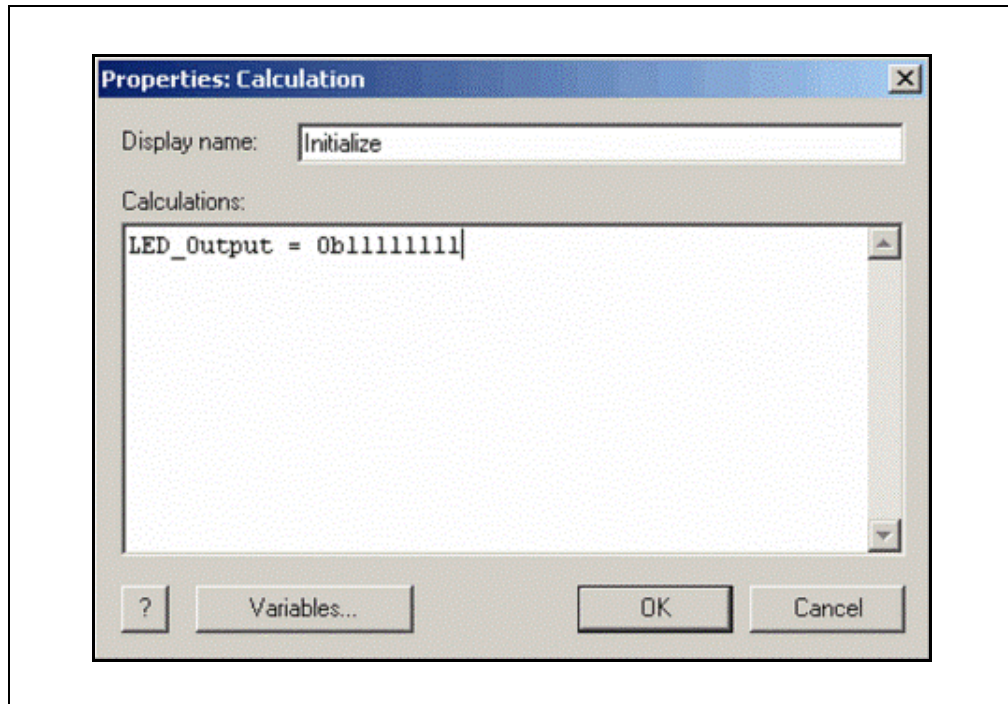 Properties: Calculation
Display name: Initialize
Calculations:
LED_Output = 0b11111111
? Variables... OK Cancel